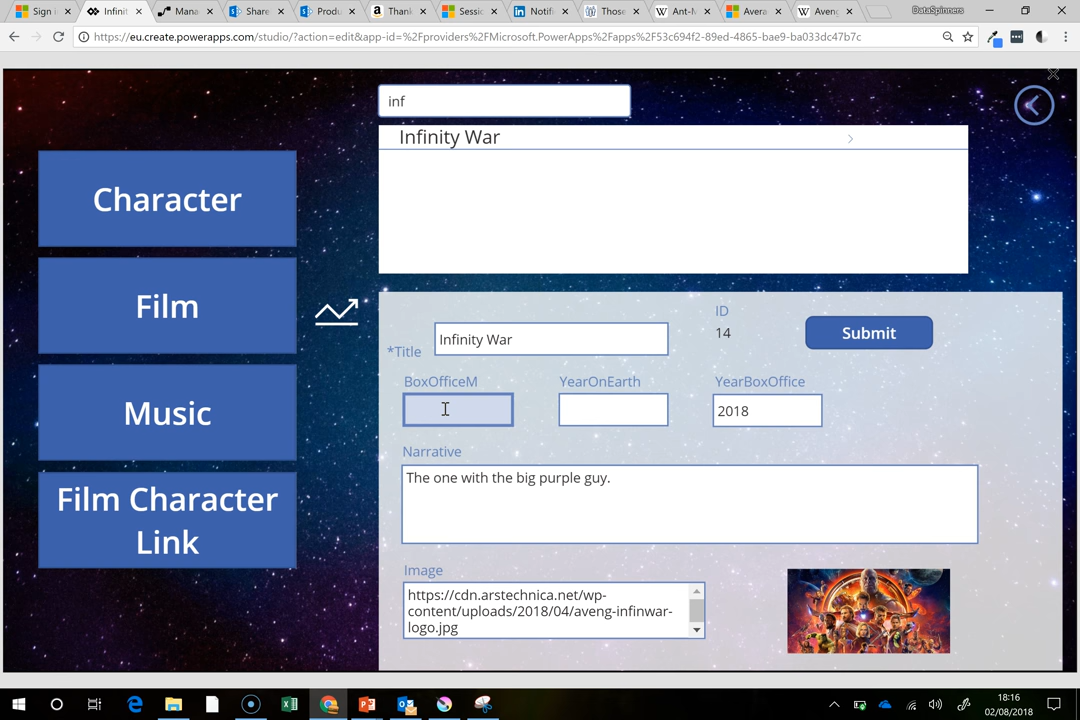 Sign i
Infinit
Mana
Share
Produ
Thank
Sessic
Notifi
Those
Ant-M
Avera
Aveng
DataSpinners
https://eu.create.powerapps.com/studio/?action=edit&app-id=%2Fproviders%2FMicrosoft.PowerApps%2Fapps%2F53c694f2-89ed-4865-bae9-ba033dc47b7c
inf
Infinity War
Character
Film
Music
Film Character
Link
ID
14
Submit
*Title
Infinity War
BoxOfficeM
YearOnEarth
YearBoxOffice
2018
Narrative
The one with the big purple guy.
Image
https://cdn.arstechnica.net/wp-
content/uploads/2018/04/aveng-infinwar-
logo.jpg
18:16
02/08/2018